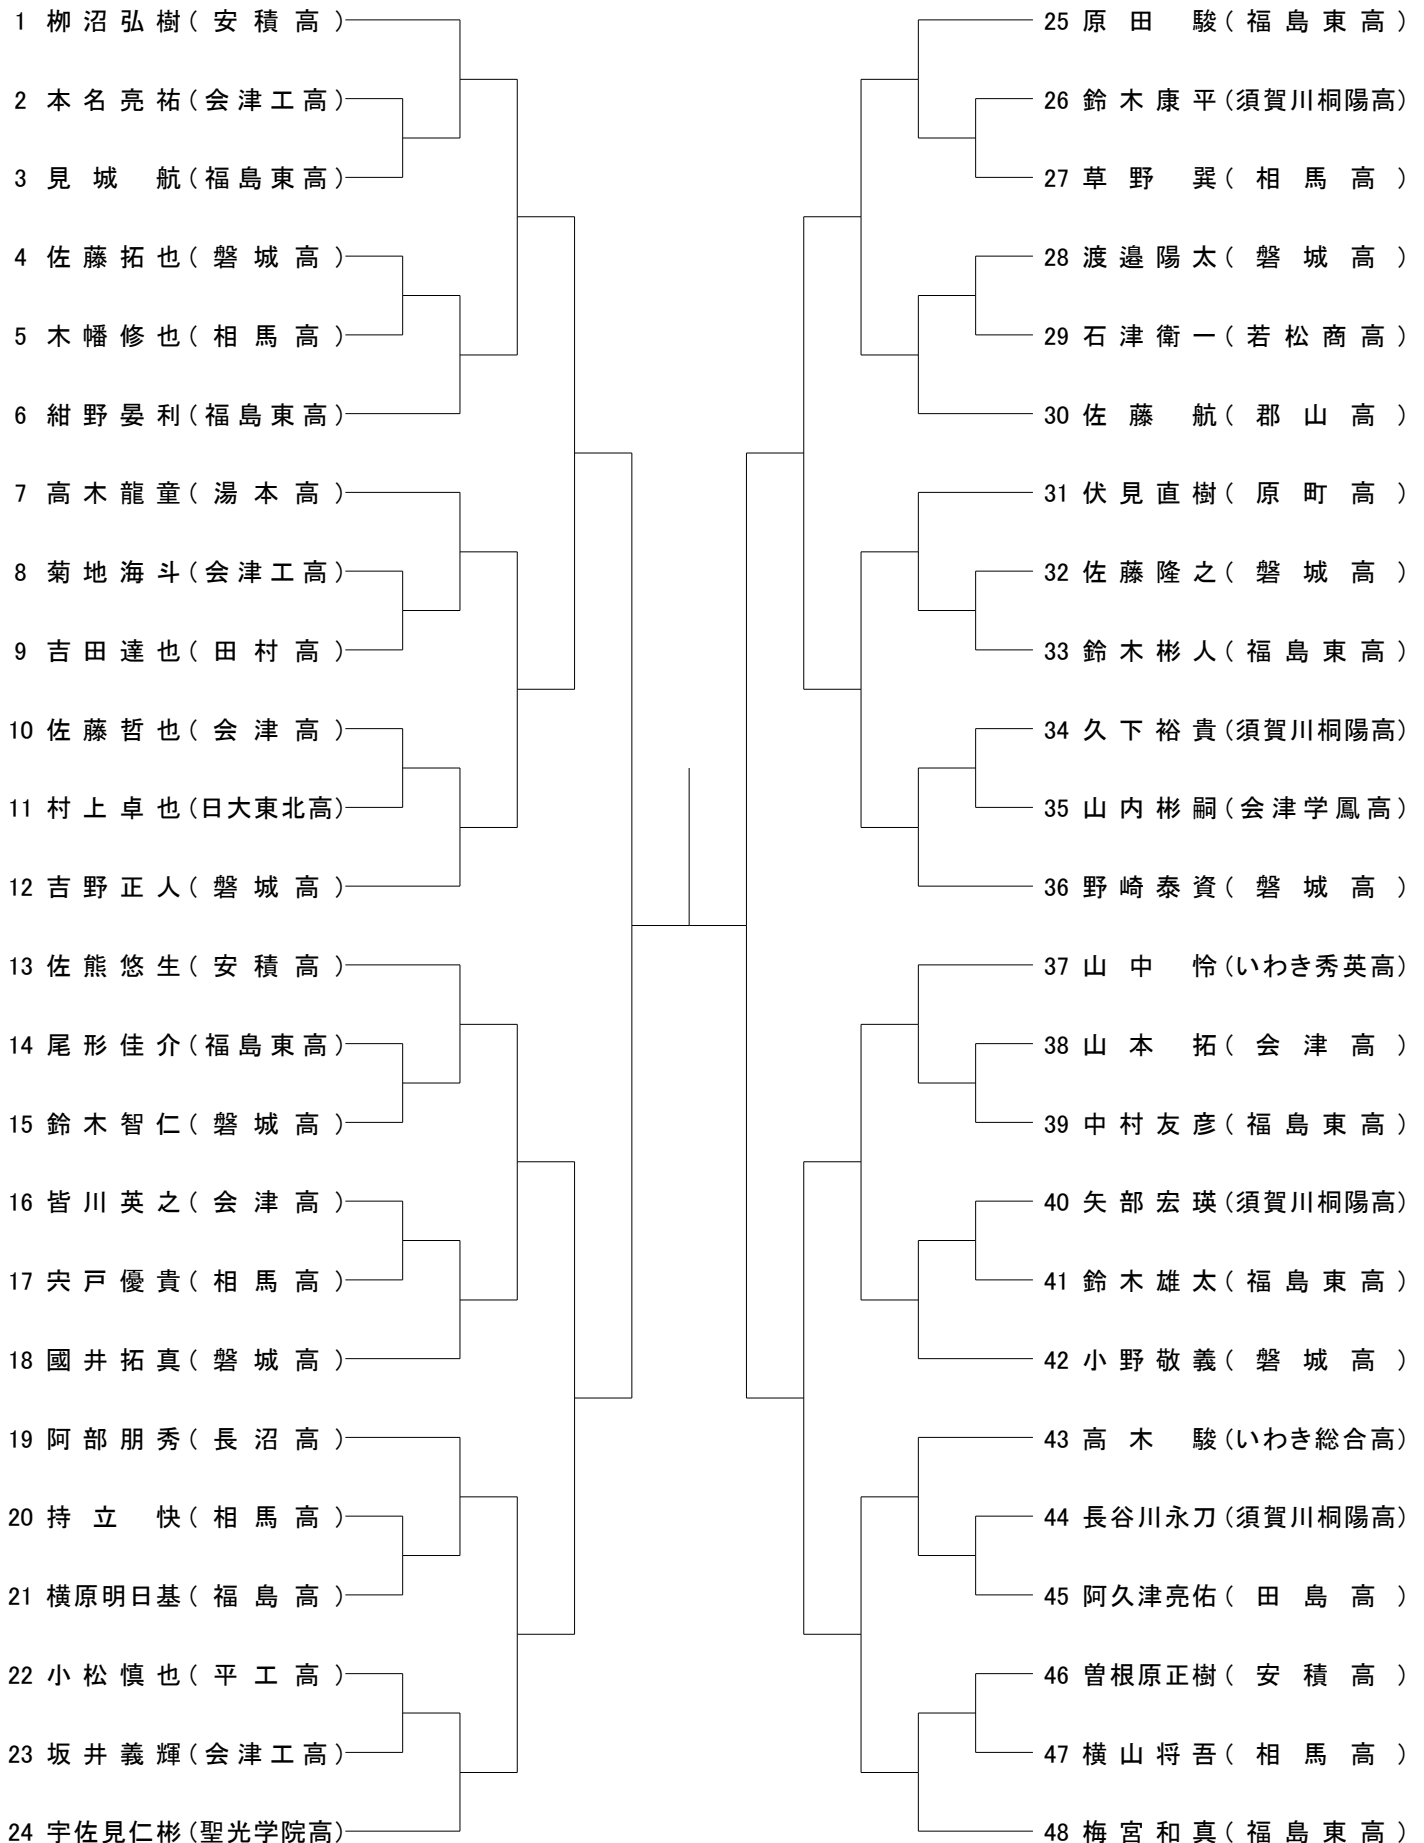 1 栁沼弘樹(安積高)
2 本名亮祐(会津工高)
3 見城航(福島東高)
4 佐藤拓也(磐城高)
5 木幡修也(相馬高)
6 紺野晏利(福島東高)
7 高木龍童(湯本高)
8 菊地海斗(会津工高)
9 吉田達也(田村高)
10 佐藤哲也(会津高)
11 村上卓也(日大東北高)
12 吉野正人(磐城高)
13 佐熊悠生(安積高)
14 尾形佳介(福島東高)
15 鈴木智仁(磐城高)
16 皆川英之(会津高)
17 宍戸優貴(相馬高)
18 國井拓真(磐城高)
19 阿部朋秀(長沼高)
20 持立快(相馬高)
21 横原明日基(福島高)
22 小松慎也(平工高)
23 坂井義輝(会津工高)
24 宇佐見仁彬(聖光学院高)
25 原田駿(福島東高)
26 鈴木康平(須賀川桐陽高)
27 草野巽(相馬高)
28 渡邉陽太(磐城高)
29 石津衛一(若松商高)
30 佐藤航(郡山高)
31 伏見直樹(原町高)
32 佐藤隆之(磐城高)
33 鈴木彬人(福島東高)
34 久下裕貴(須賀川桐陽高)
35 山内彬嗣(会津学鳳高)
36 野崎泰資(磐城高)
37 山中怜(いわき秀英高)
38 山本拓(会津高)
39 中村友彦(福島東高)
40 矢部宏瑛(須賀川桐陽高)
41 鈴木雄太(福島東高)
42 小野敬義(磐城高)
43 高木駿(いわき総合高)
44 長谷川永刀(須賀川桐陽高)
45 阿久津亮佑(田島高)
46 曽根原正樹(安積高)
47 横山将吾(相馬高)
48 梅宮和真(福島東高)